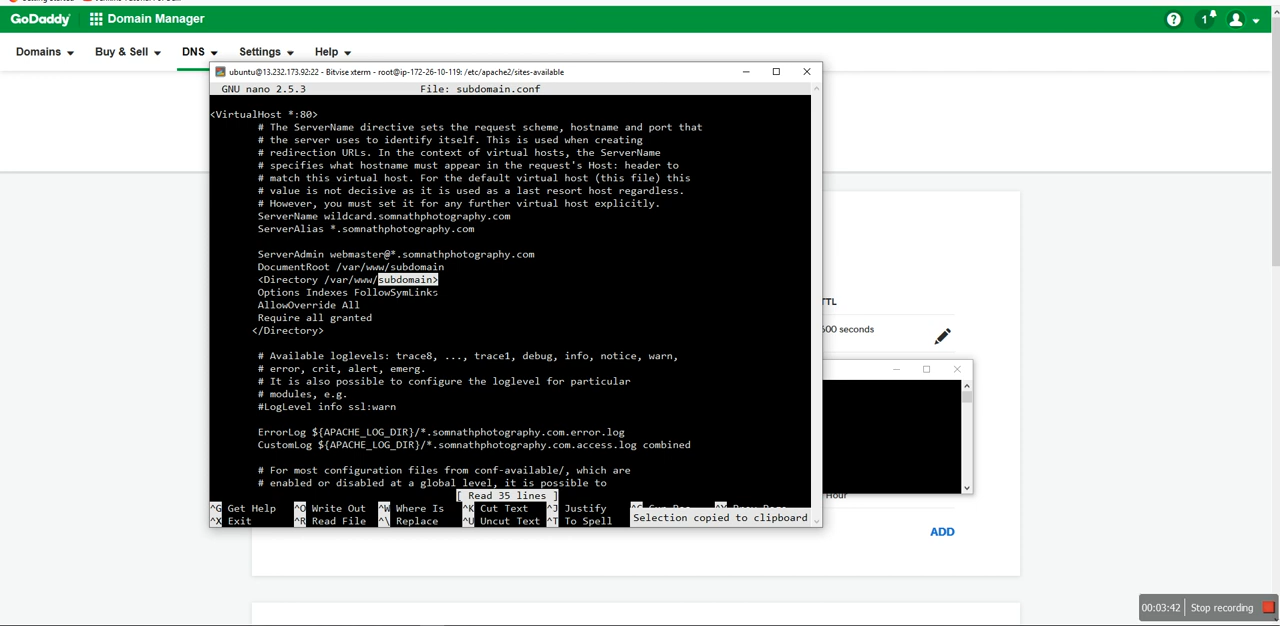 GoDaddy Domain Manager
1
Domains Buy & Sell DNS Settings Help
ubuntu@13.232.173.92:22 - Bitvise xterm - root@ip-172-26-10-119: /etc/apache2/sites-available
GNU nano 2.5.3 File: subdomain.conf
<VirtualHost *:80>
# The ServerName directive sets the request scheme, hostname and port that
# the server uses to identify itself. This is used when creating
# redirection URLs. In the context of virtual hosts, the ServerName
# specifies what hostname must appear in the request's Host: header to
# match this virtual host. For the default virtual host (this file) this
# value is not decisive as it is used as a last resort host regardless.
# However, you must set it for any further virtual host explicitly.
ServerName wildcard.somnathphotography.com
ServerAlias *.somnathphotography.com
ServerAdmin webmaster@*.somnathphotography.com
DocumentRoot /var/www/subdomain
<Directory /var/www/subdomain>
Options Indexes FollowSymLinks
AllowOverride All
Require all granted
</Directory>
# Available loglevels: trace8, ..., trace1, debug, info, notice, warn,
# error, crit, alert, emerg.
# It is also possible to configure the loglevel for particular
# modules, e.g.
#LogLevel info ssl:warn
ErrorLog ${APACHE_LOG_DIR}/*.somnathphotography.com.error.log
CustomLog ${APACHE_LOG_DIR}/*.somnathphotography.com.access.log combined
# For most configuration files from conf-available/, which are
# enabled or disabled at a global level, it is possible to
[ Read 35 lines ]
^G Get Help ^O Write Out ^W Where Is ^K Cut Text ^J Justify
^X Exit ^R Read File ^\ Replace ^U Uncut Text ^T To Spell
Selection copied to clipboard
TTL
600 seconds
Hour
ADD
00:03:42 Stop recording